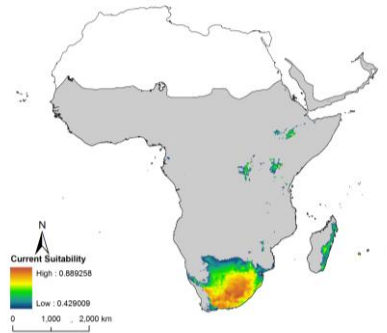 N
Current Suitability
High : 0.889258
Low : 0.429009
0 1,000 2,000 km